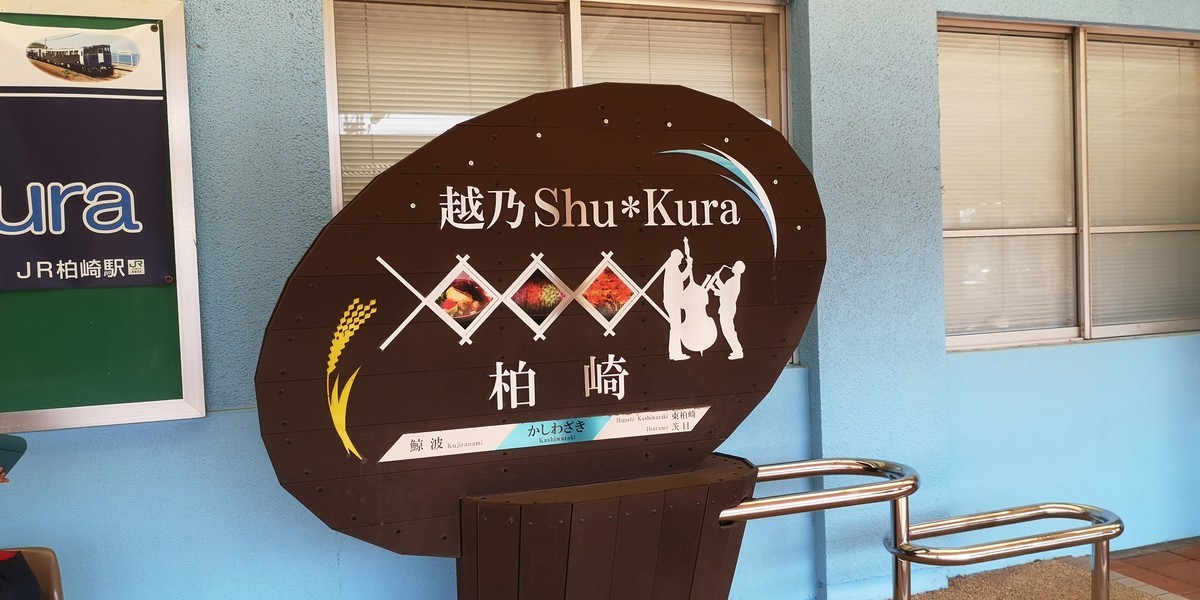 ura
JR柏崎駅
越乃Shu*Kura
柏崎
鯨波 Kujiranami
かしわざき
Kashiwazaki
Higashi-Kashiwazaki 東柏崎
Ibarame 茨目